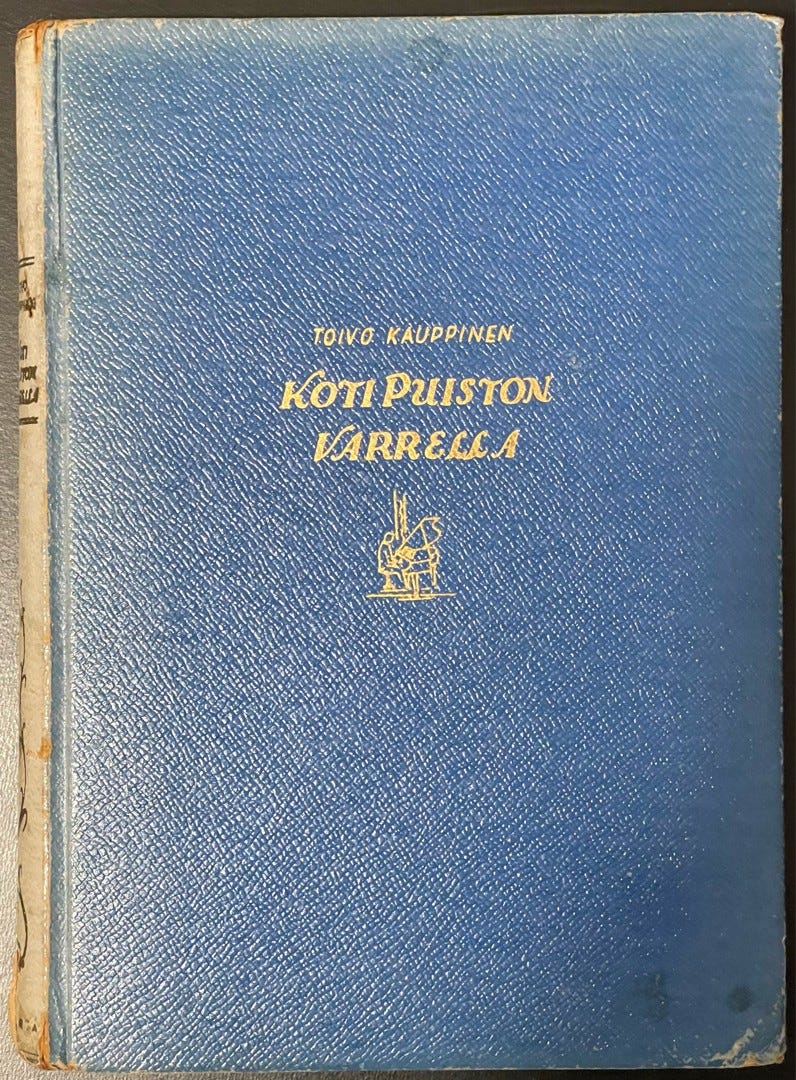 TOIVO KAUPPINEN
KOTI PUISTON
VARRELLA